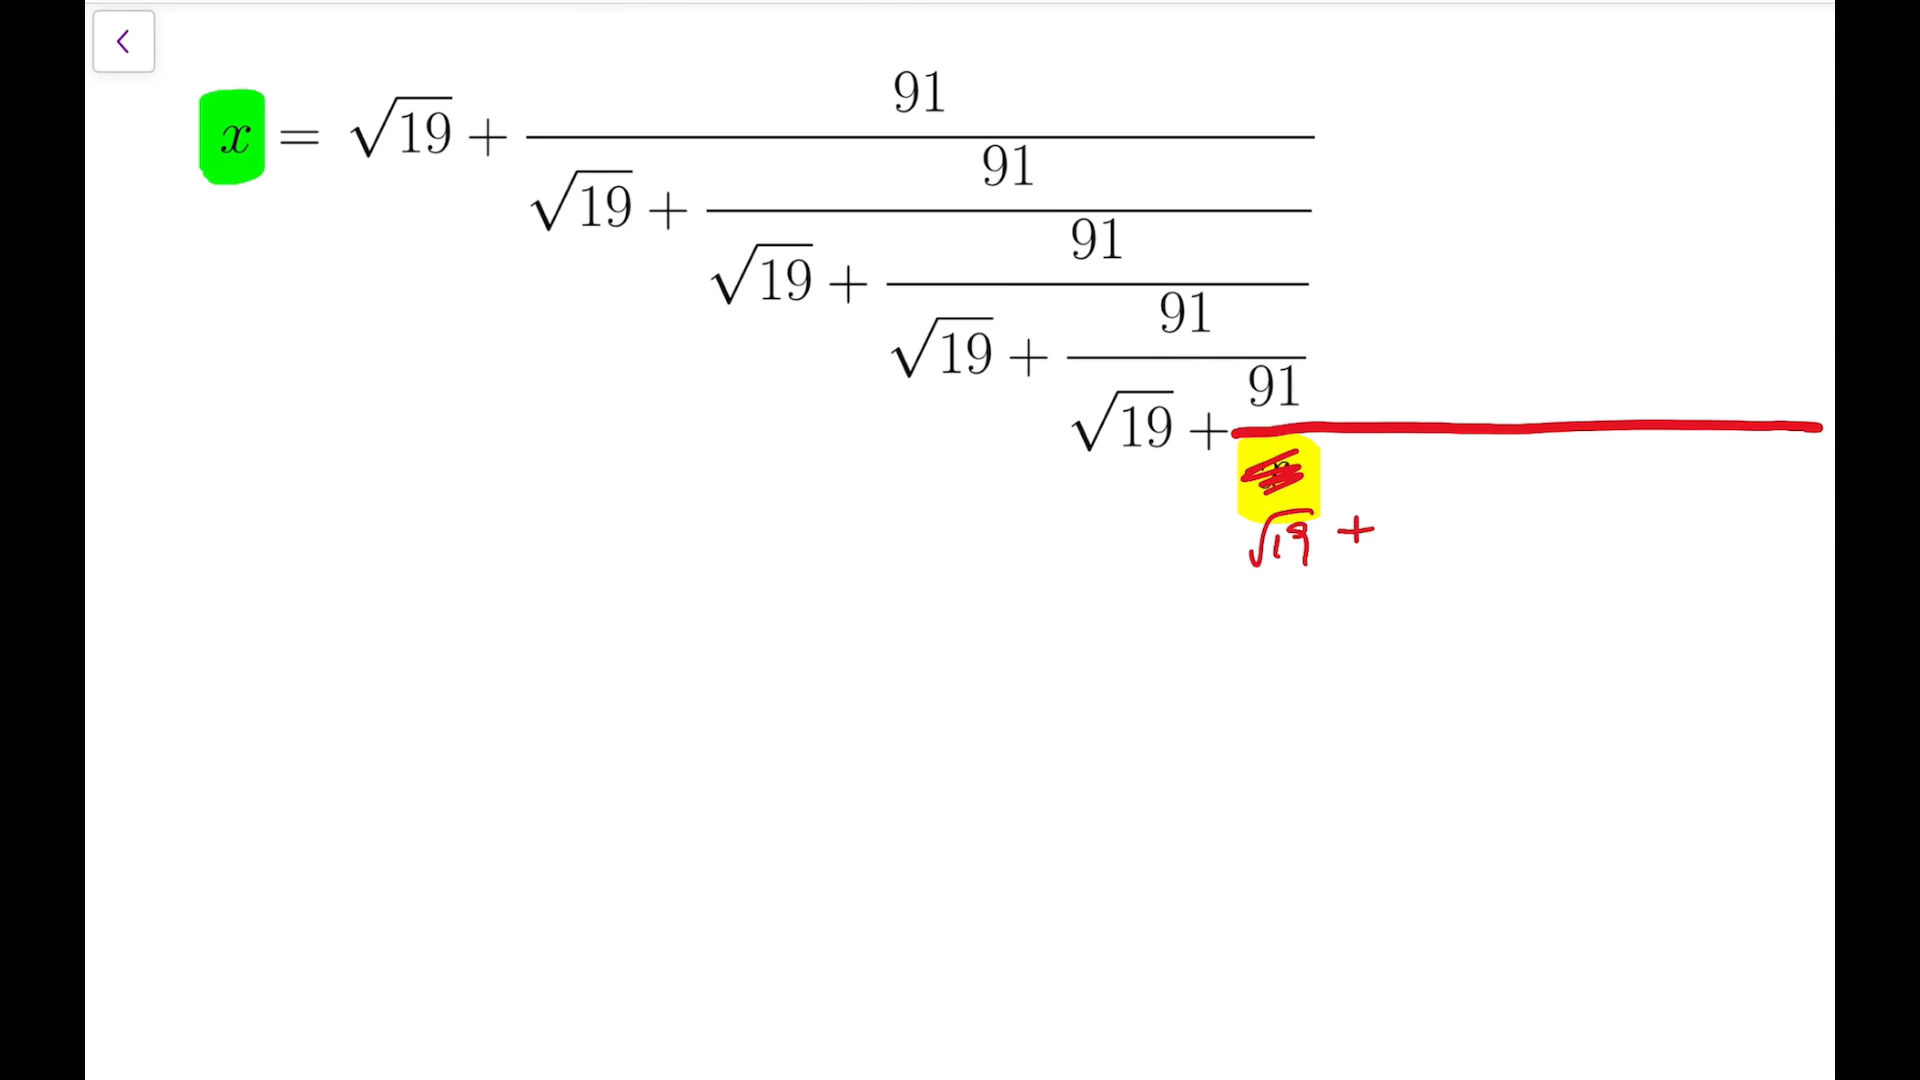 x = √19 + 91
√19 + 91
√19 + 91
√19 + 91
√19 + 91
√19 +